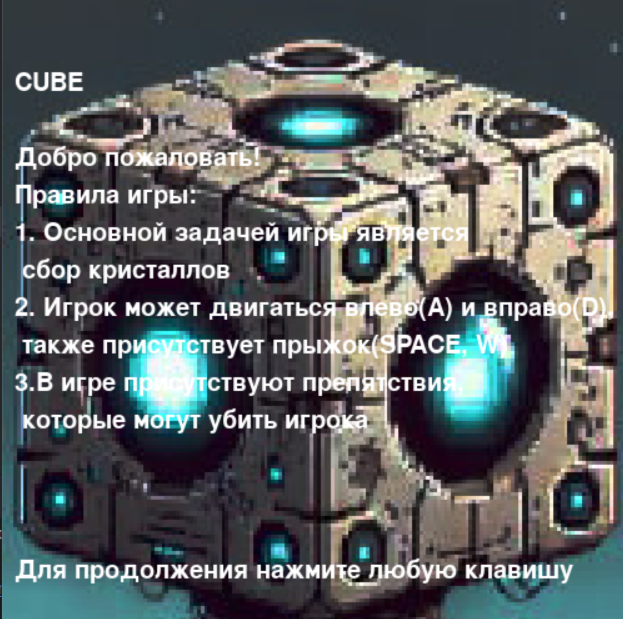 CUBE
Добро пожаловать!
Правила игры:
1. Основной задачей игры является
сбор кристаллов
2. Игрок может двигаться влево(A) и вправо(D),
также присутствует прыжок(SPACE, W)
3.В игре присутствуют препятствия,
которые могут убить игрока
Для продолжения нажмите любую клавишу